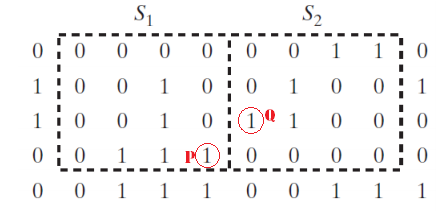 S₁ S₂
0 0 0 0 0 0 0 1 1 0
1 0 0 1 0 0 1 0 0 1
1 0 0 1 0 1 Q 1 0 0 0
0 0 1 1 P 1 0 0 0 0 0
0 0 1 1 1 0 0 1 1 1